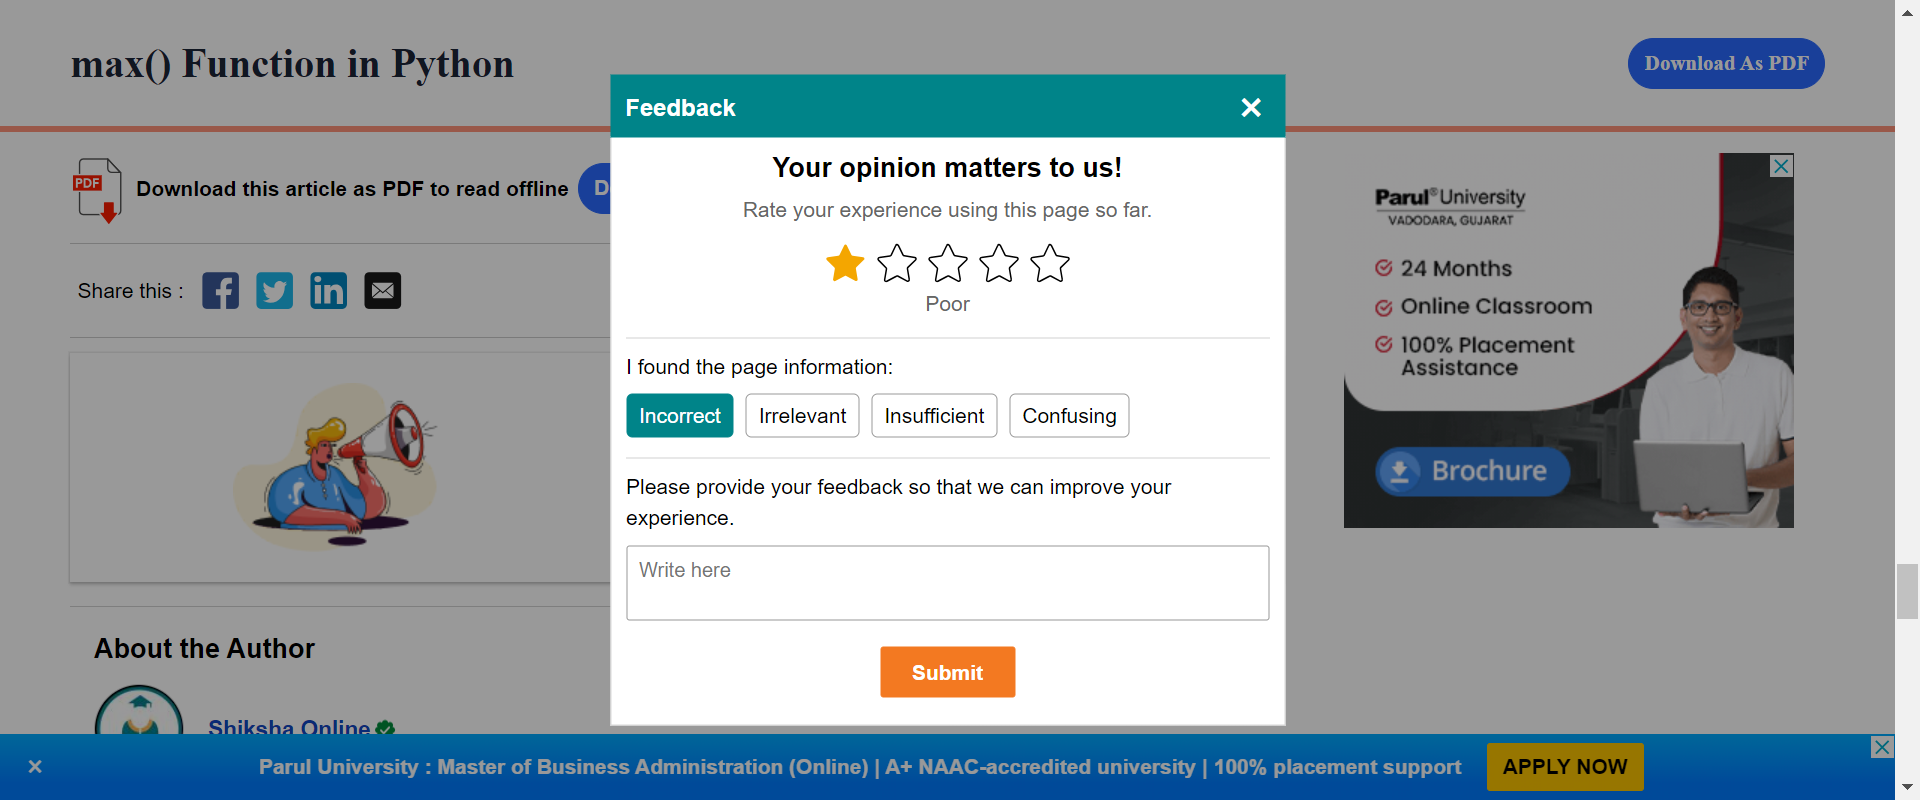 max() Function in Python
Download As PDF
Feedback
Your opinion matters to us!
Rate your experience using this page so far.
Poor
I found the page information:
Incorrect Irrelevant Insufficient Confusing
Please provide your feedback so that we can improve your
experience.
Write here
Submit
PDF
Download this article as PDF to read offline D
Share this :
About the Author
Shiksha Online
Parul® University
VADODARA, GUJARAT
24 Months
Online Classroom
100% Placement
Assistance
Brochure
Parul University : Master of Business Administration (Online) | A+ NAAC-accredited university | 100% placement support
APPLY NOW